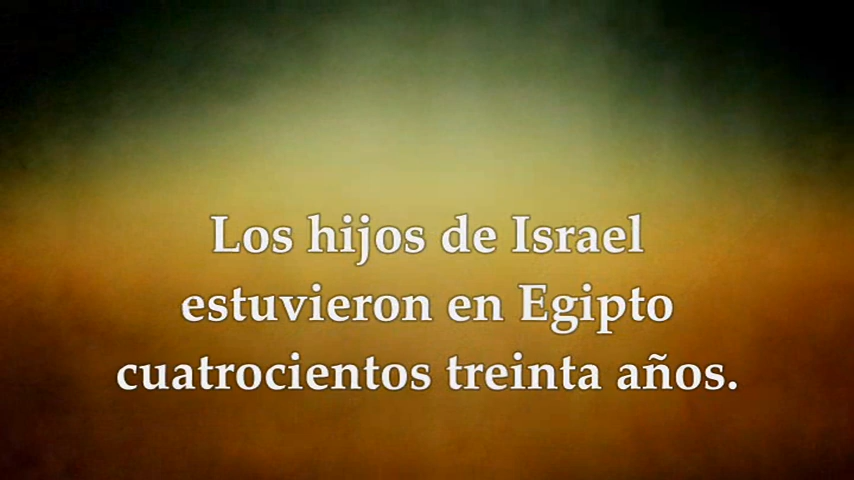 Los hijos de Israel
estuvieron en Egipto
cuatrocientos treinta años.